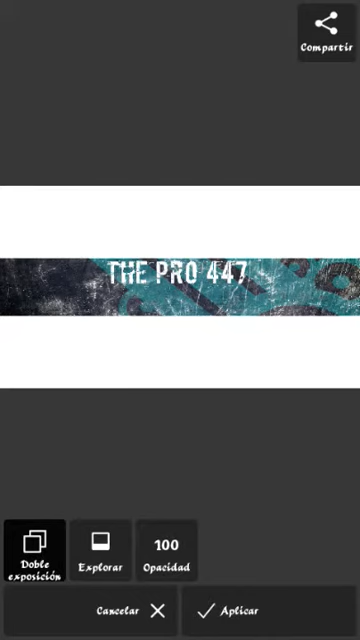 Compartir
THE PRO 447
Doble
exposición
Explorar
100
Opacidad
Cancelar
Aplicar